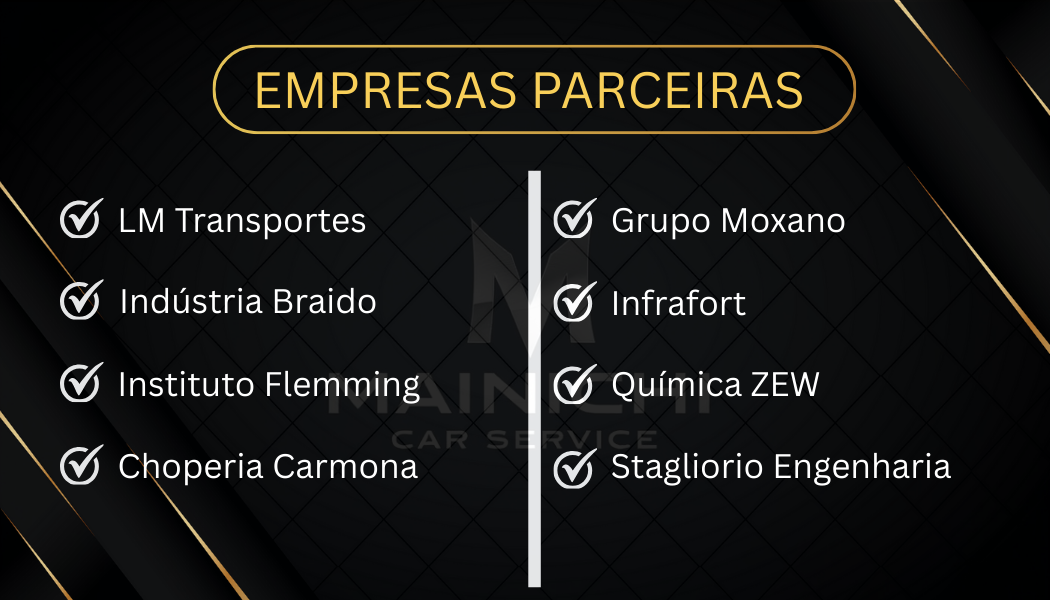 EMPRESAS PARCEIRAS
LM Transportes
Indústria Braido
Instituto Flemming
Choperia Carmona
Grupo Moxano
Infrafort
Química ZEW
Stagliorio Engenharia
MAINICHI
CAR SERVICE